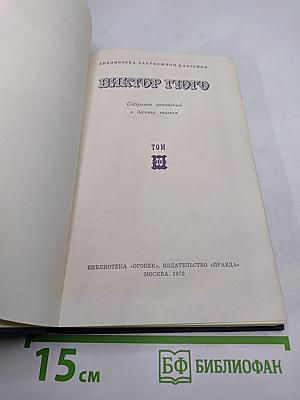 БИБЛИОТЕКА ЗАРУБЕЖНОЙ КЛАССИКИ
ВИКТОР ГЮГО
Собрание сочинений
в десяти томах
ТОМ
10
БИБЛИОТЕКА «ОГОНЕК». ИЗДАТЕЛЬСТВО «ПРАВДА»
МОСКВА. 1972
15 см
БФ БИБЛИОФАН